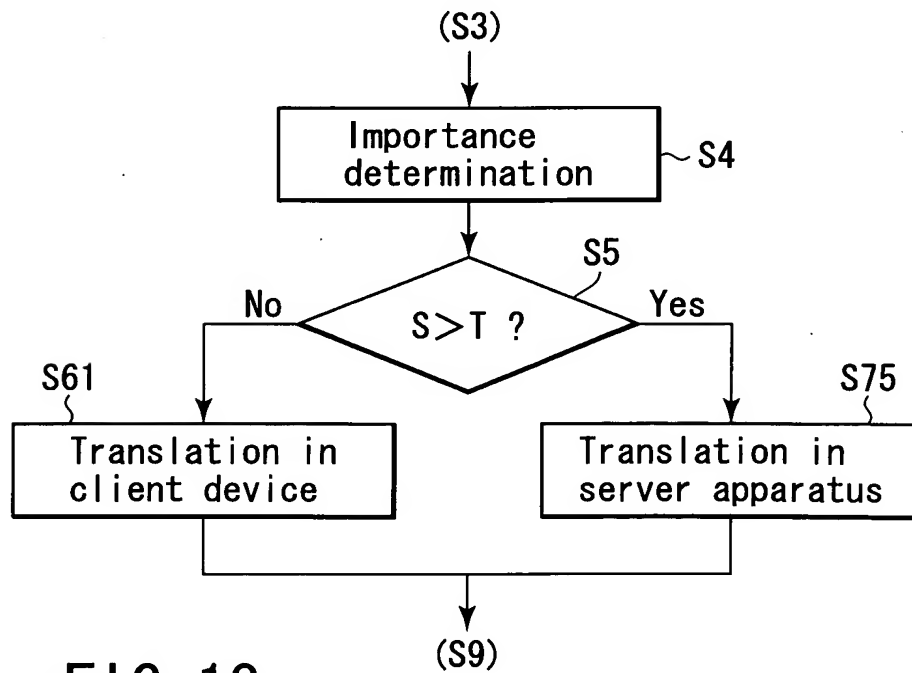 (S3)
Importance
determination
S4
S5
No
S>T ?
Yes
S61
S75
Translation in
client device
Translation in
server apparatus
(S9)